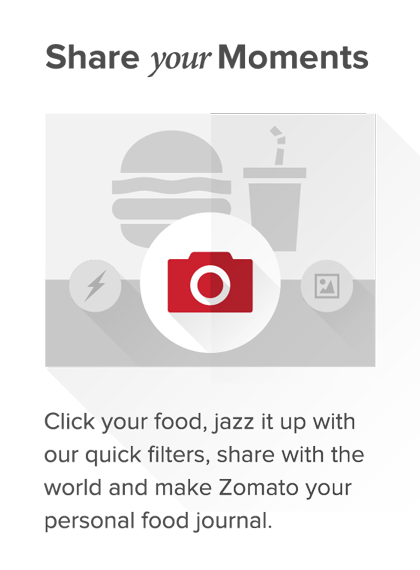 Share your Moments
Click your food, jazz it up with
our quick filters, share with the
world and make Zomato your
personal food journal.